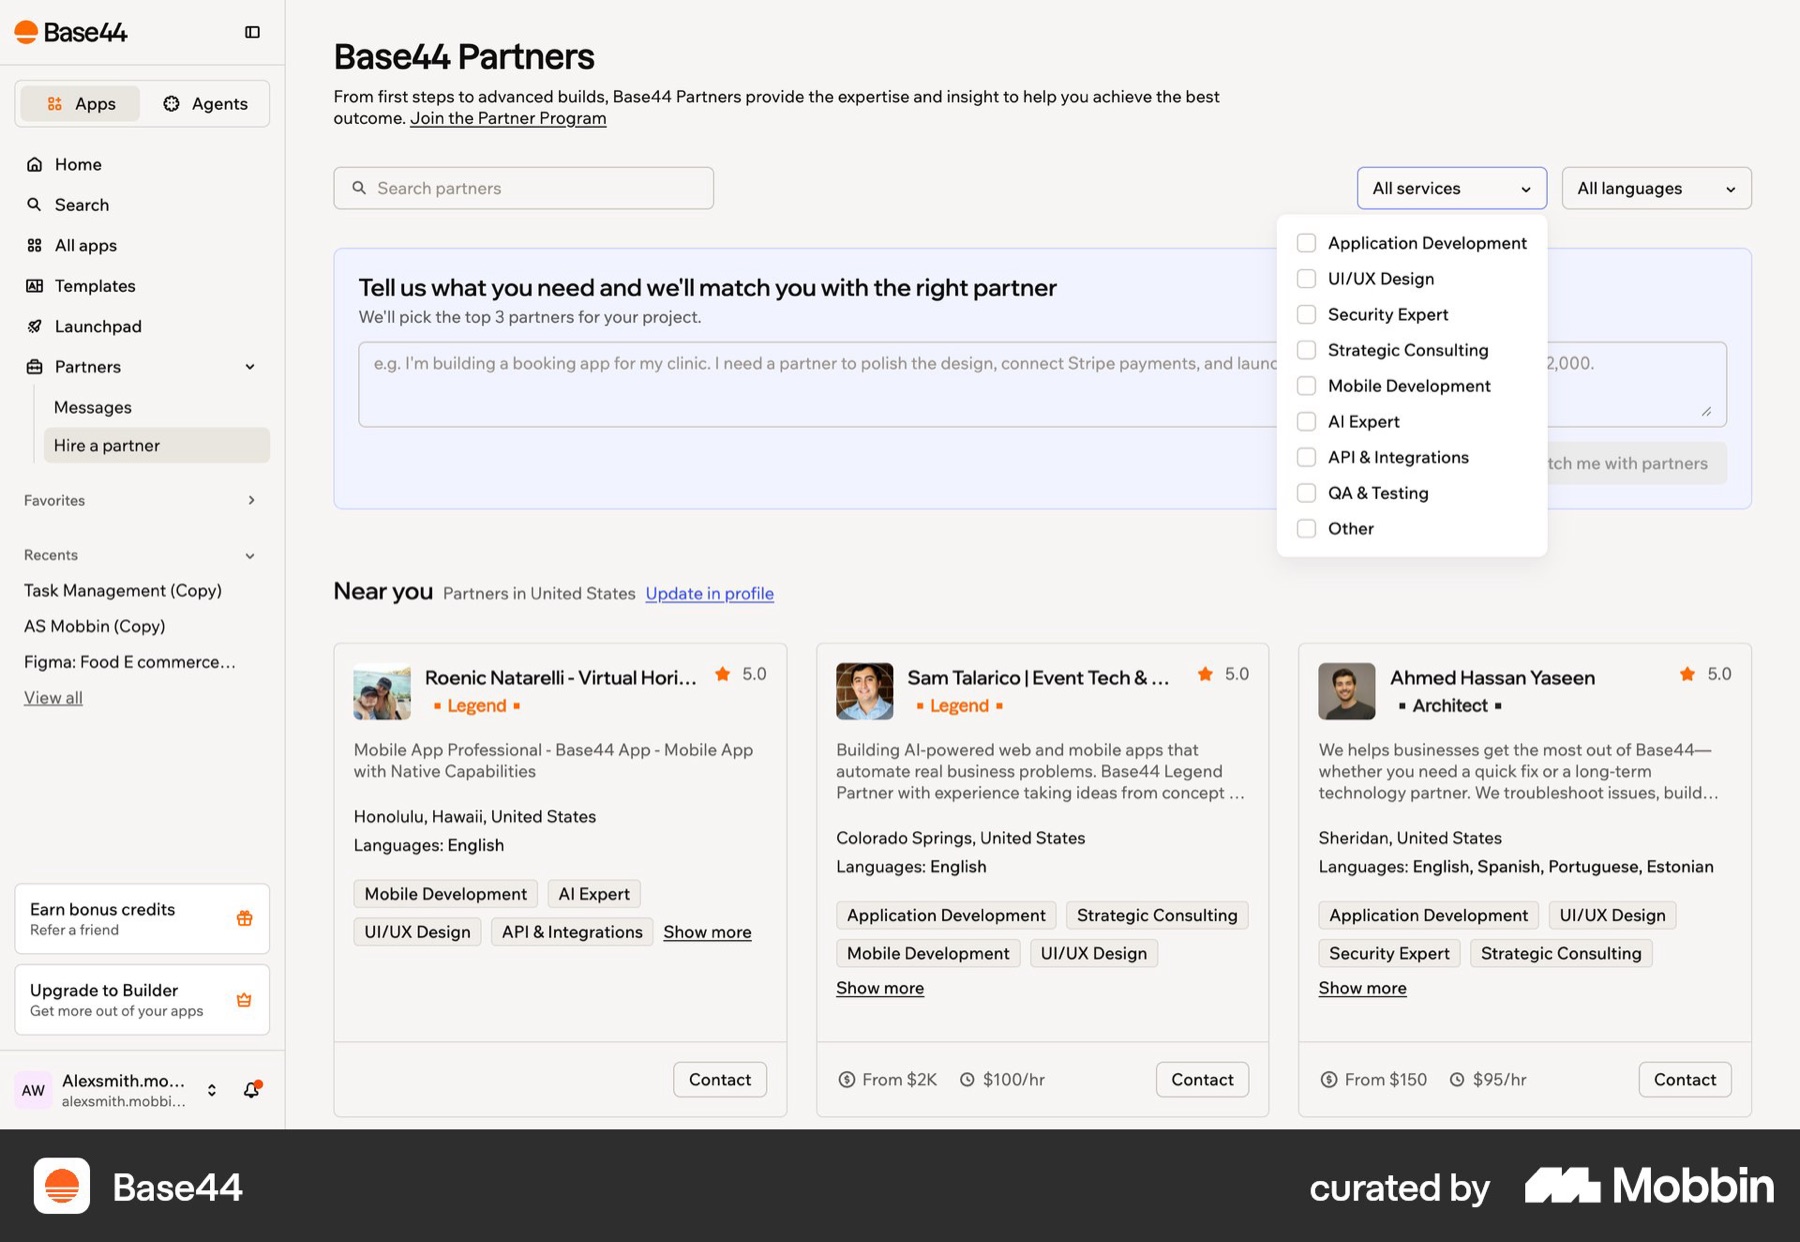 Base44
Apps
Agents
Home
Search
All apps
Templates
Launchpad
Partners
Messages
Hire a partner
Favorites
Recents
Task Management (Copy)
AS Mobbin (Copy)
Figma: Food E commerce…
View all
Earn bonus credits
Refer a friend
Upgrade to Builder
Get more out of your apps
AW
Alexsmith.mo...
alexsmith.mobbi...
Base44 Partners
From first steps to advanced builds, Base44 Partners provide the expertise and insight to help you achieve the best
outcome. Join the Partner Program
Search partners
All services
All languages
Application Development
UI/UX Design
Security Expert
Strategic Consulting
Mobile Development
AI Expert
API & Integrations
QA & Testing
Other
Tell us what you need and we'll match you with the right partner
We'll pick the top 3 partners for your project.
e.g. I'm building a booking app for my clinic. I need a partner to polish the design, connect Stripe payments, and launc 2,000.
tch me with partners
Near you Partners in United States Update in profile
Roenic Natarelli - Virtual Hori... 5.0
Legend
Mobile App Professional - Base44 App - Mobile App
with Native Capabilities
Honolulu, Hawaii, United States
Languages: English
Mobile Development AI Expert
UI/UX Design API & Integrations Show more
Contact
Sam Talarico | Event Tech & ... 5.0
Legend
Building AI-powered web and mobile apps that
automate real business problems. Base44 Legend
Partner with experience taking ideas from concept ...
Colorado Springs, United States
Languages: English
Application Development Strategic Consulting
Mobile Development UI/UX Design
Show more
From $2K $100/hr Contact
Ahmed Hassan Yaseen 5.0
Architect
We helps businesses get the most out of Base44—
whether you need a quick fix or a long-term
technology partner. We troubleshoot issues, build...
Sheridan, United States
Languages: English, Spanish, Portuguese, Estonian
Application Development UI/UX Design
Security Expert Strategic Consulting
Show more
From $150 $95/hr Contact
Base44
curated by Mobbin